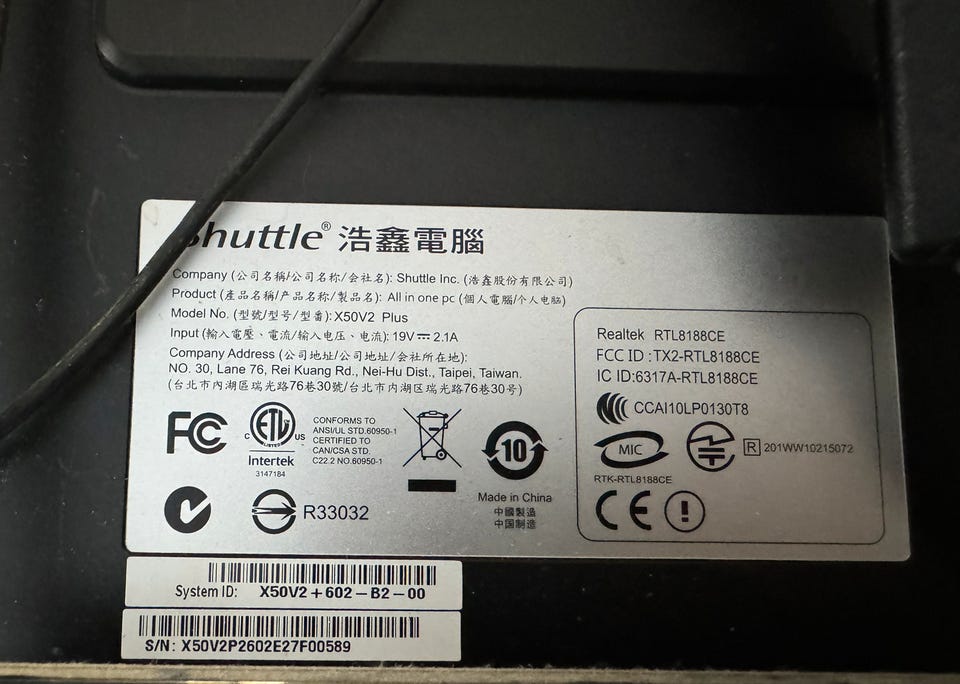 Shuttle® 浩鑫電腦
Company (公司名稱/公司名称/会社名): Shuttle Inc. (浩鑫股份有限公司)
Product (產品名稱/产品名称/製品名): All in one pc (個人電腦/个人电脑)
Model No. (型號/型号/型番): X50V2 Plus
Input (輸入電壓、電流/输入电压、电流): 19V⎓ 2.1A
Company Address (公司地址/公司地址/会社所在地):
NO. 30, Lane 76, Rei Kuang Rd., Nei-Hu Dist., Taipei, Taiwan.
(台北市內湖區瑞光路76巷30號/台北市内湖区瑞光路76巷30号)
FC
C ETL US
LISTED
Intertek
3147184
CONFORMS TO
ANSI/UL STD.60950-1
CERTIFIED TO
CAN/CSA STD.
C22.2 NO.60950-1
10
Made in China
中國製造
中国制造
R33032
Realtek RTL8188CE
FCC ID :TX2-RTL8188CE
IC ID:6317A-RTL8188CE
CCAI10LP0130T8
MIC
RTK-RTL8188CE
R 201WW10215072
CE !
System ID: X50V2+602-B2-00
S/N: X50V2P2602E27F00589